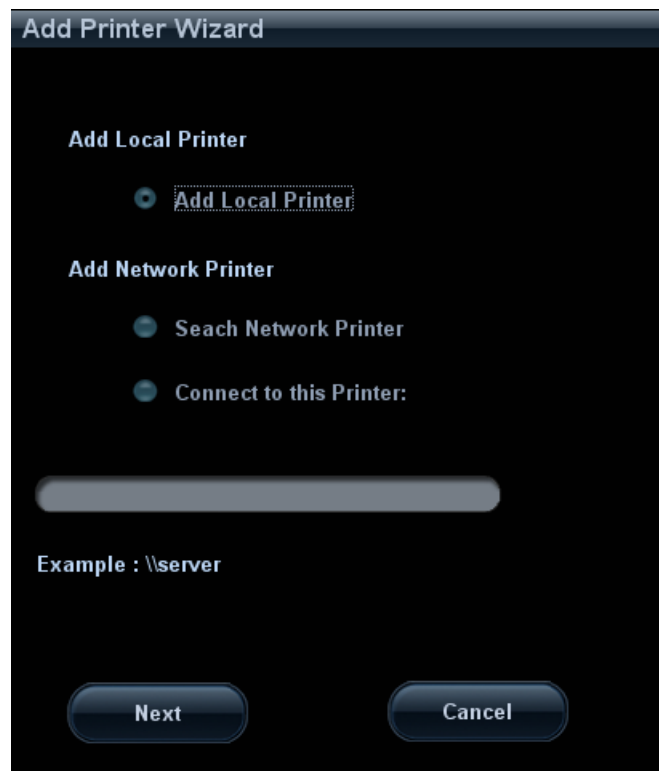 Add Printer Wizard
Add Local Printer
Add Local Printer
Add Network Printer
Seach Network Printer
Connect to this Printer:
Example : \\server
Next
Cancel